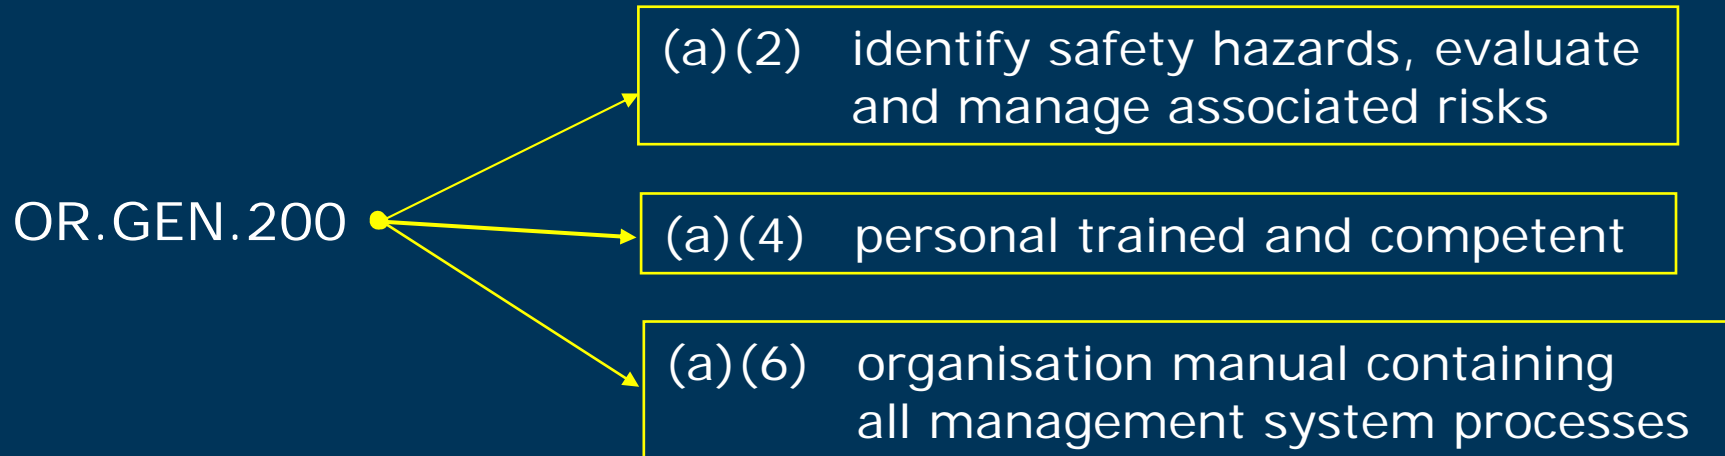 OR.GEN.200
(a)(2) identify safety hazards, evaluate
and manage associated risks
(a)(4) personal trained and competent
(a)(6) organisation manual containing
all management system processes